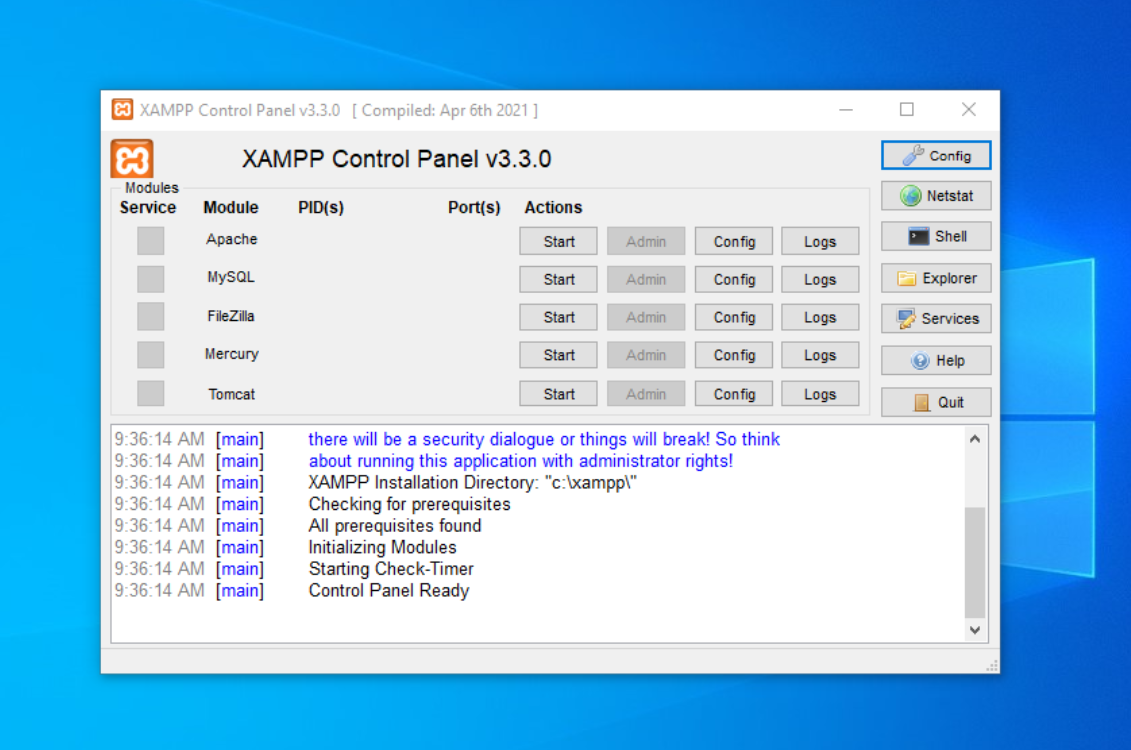 XAMPP Control Panel v3.3.0 [ Compiled: Apr 6th 2021 ]
XAMPP Control Panel v3.3.0
Config
Modules
Service Module PID(s) Port(s) Actions
Netstat
Apache Start Admin Config Logs
Shell
MySQL Start Admin Config Logs
Explorer
FileZilla Start Admin Config Logs
Services
Mercury Start Admin Config Logs
Help
Tomcat Start Admin Config Logs
Quit
9:36:14 AM [main] there will be a security dialogue or things will break! So think
9:36:14 AM [main] about running this application with administrator rights!
9:36:14 AM [main] XAMPP Installation Directory: "c:\xampp\"
9:36:14 AM [main] Checking for prerequisites
9:36:14 AM [main] All prerequisites found
9:36:14 AM [main] Initializing Modules
9:36:14 AM [main] Starting Check-Timer
9:36:14 AM [main] Control Panel Ready